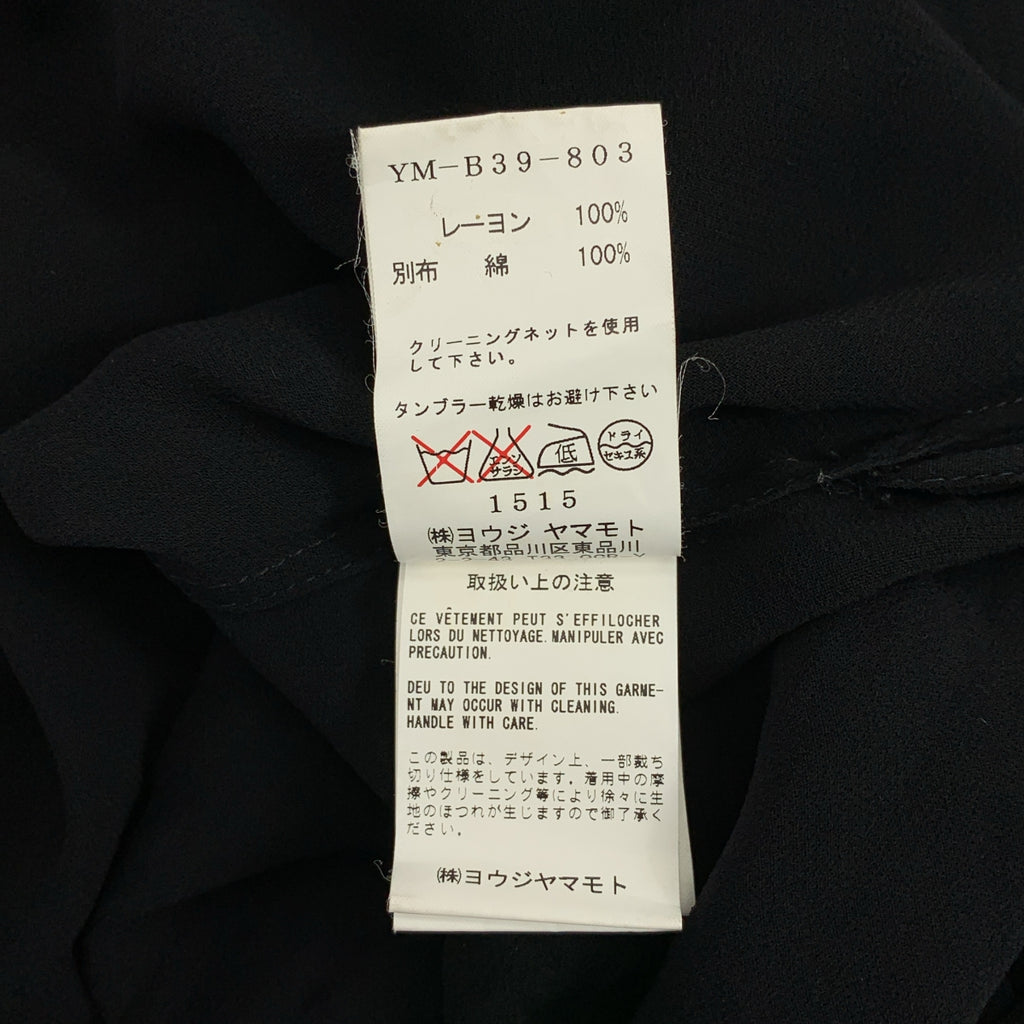 YM-B39-803
レーヨン 100%
別布 綿 100%
クリーニングネットを使用
して下さい。
タンブラー乾燥はお避け下さい
エンソ サラシ 低 ドライ セキユ系
1515
㈱ヨウジ ヤマモト
東京都品川区東品川
取扱い上の注意
CE VÊTEMENT PEUT S'EFFILOCHER
LORS DU NETTOYAGE.MANIPULER AVEC
PRECAUTION.
DEU TO THE DESIGN OF THIS GARME-
NT MAY OCCUR WITH CLEANING.
HANDLE WITH CARE.
この製品は、デザイン上、一部裁ち
切り仕様をしています。着用中の摩
擦やクリーニング等により徐々に生
地のほつれが生じますので御了承く
ださい。
㈱ヨウジヤマモト